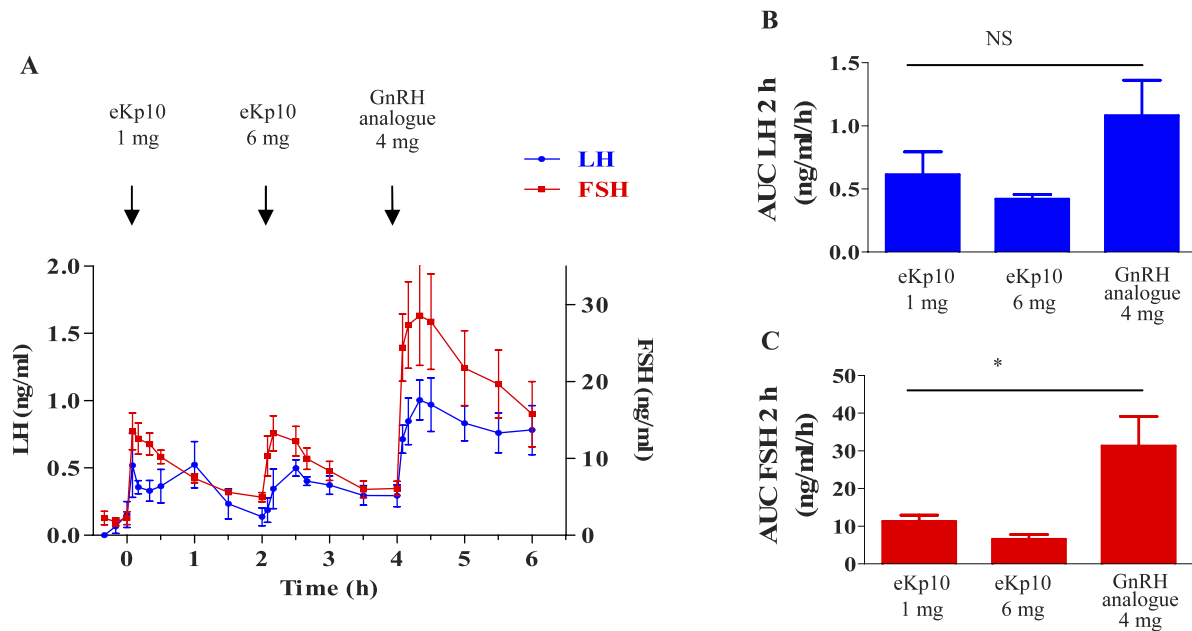 A
eKp10
1 mg
eKp10
6 mg
GnRH
analogue
4 mg
LH
FSH
LH (ng/ml)
2.0
1.5
1.0
0.5
0.0
30
20
10
0
FSH (ng/ml)
0
1
2
3
4
5
6
Time (h)
B
NS
AUC LH 2 h
(ng/ml/h)
1.5
1.0
0.5
0.0
eKp10
1 mg
eKp10
6 mg
GnRH
analogue
4 mg
C
*
AUC FSH 2 h
(ng/ml/h)
50
40
30
20
10
0
eKp10
1 mg
eKp10
6 mg
GnRH
analogue
4 mg